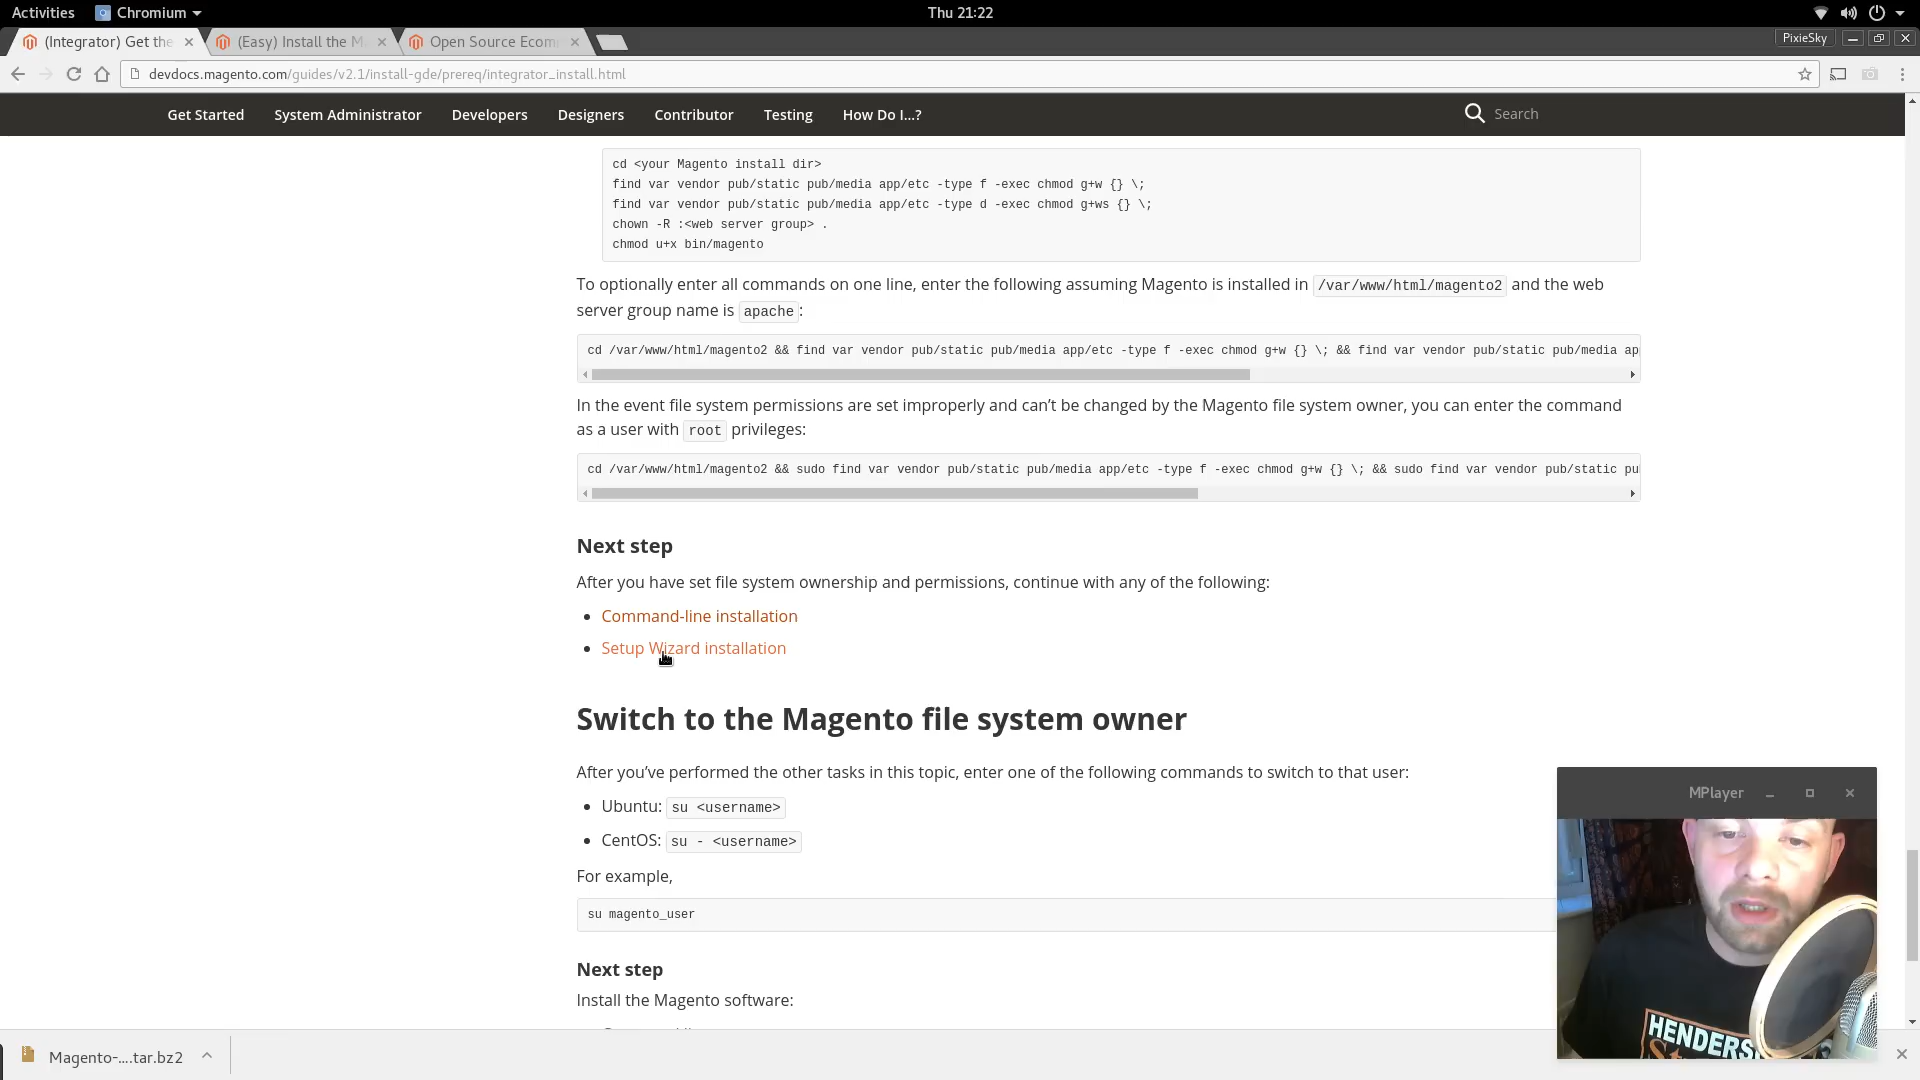 Activities Chromium Thu 21:22
(Integrator) Get the (Easy) Install the M Open Source Ecom PixieSky
devdocs.magento.com/guides/v2.1/install-gde/prereq/integrator_install.html
Get Started System Administrator Developers Designers Contributor Testing How Do I...? Search
cd <your Magento install dir>
find var vendor pub/static pub/media app/etc -type f -exec chmod g+w {} \;
find var vendor pub/static pub/media app/etc -type d -exec chmod g+ws {} \;
chown -R :<web server group> .
chmod u+x bin/magento
To optionally enter all commands on one line, enter the following assuming Magento is installed in /var/www/html/magento2 and the web
server group name is apache:
cd /var/www/html/magento2 && find var vendor pub/static pub/media app/etc -type f -exec chmod g+w {} \; && find var vendor pub/static pub/media ap
In the event file system permissions are set improperly and can’t be changed by the Magento file system owner, you can enter the command
as a user with root privileges:
cd /var/www/html/magento2 && sudo find var vendor pub/static pub/media app/etc -type f -exec chmod g+w {} \; && sudo find var vendor pub/static pu
Next step
After you have set file system ownership and permissions, continue with any of the following:
• Command-line installation
• Setup Wizard installation
Switch to the Magento file system owner
After you’ve performed the other tasks in this topic, enter one of the following commands to switch to that user:
• Ubuntu: su <username>
• CentOS: su - <username>
For example,
su magento_user
Next step
Install the Magento software:
MPlayer
HENDERS
Magento-....tar.bz2